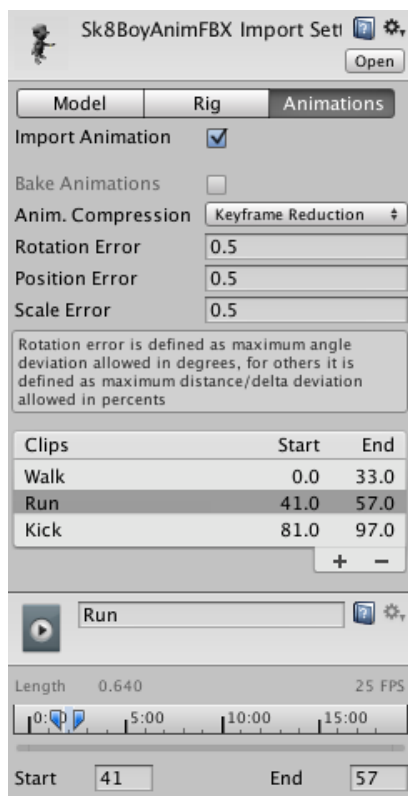 Sk8BoyAnimFBX Import Sett
Open
Model Rig Animations
Import Animation
Bake Animations
Anim. Compression Keyframe Reduction
Rotation Error 0.5
Position Error 0.5
Scale Error 0.5
Rotation error is defined as maximum angle
deviation allowed in degrees, for others it is
defined as maximum distance/delta deviation
allowed in percents
Clips Start End
Walk 0.0 33.0
Run 41.0 57.0
Kick 81.0 97.0
+ −
Run
Length 0.640 25 FPS
5:00 10:00 15:00
Start 41 End 57